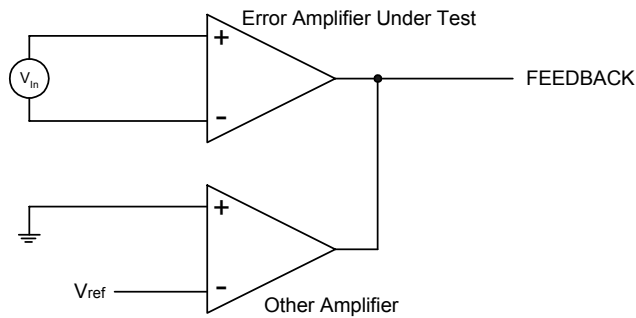 Error Amplifier Under Test
+
VIn
-
FEEDBACK
+
-
Vref
Other Amplifier